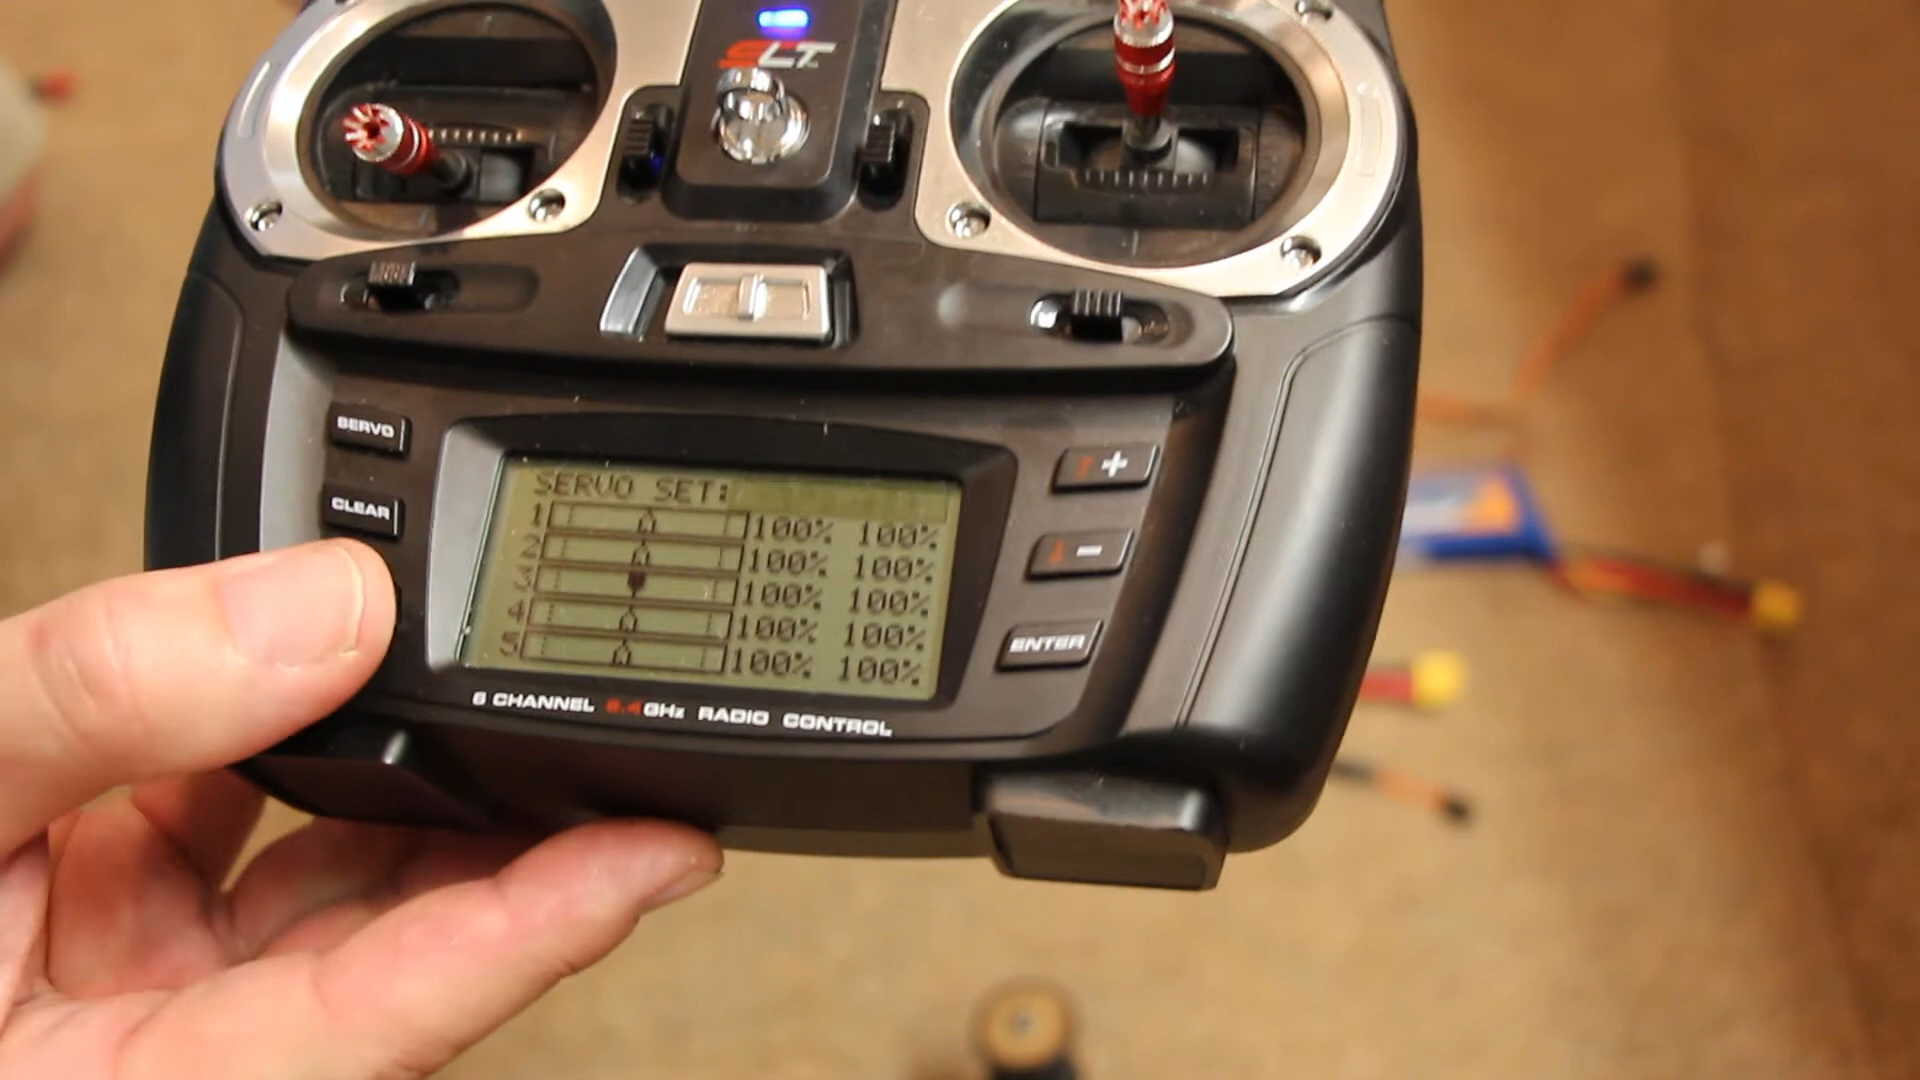 SLT
SERVO
CLEAR
SERVO SET:
1 100% 100%
2 100% 100%
3 100% 100%
4 100% 100%
5 100% 100%
+
-
ENTER
6 CHANNEL 2.4GHz RADIO CONTROL